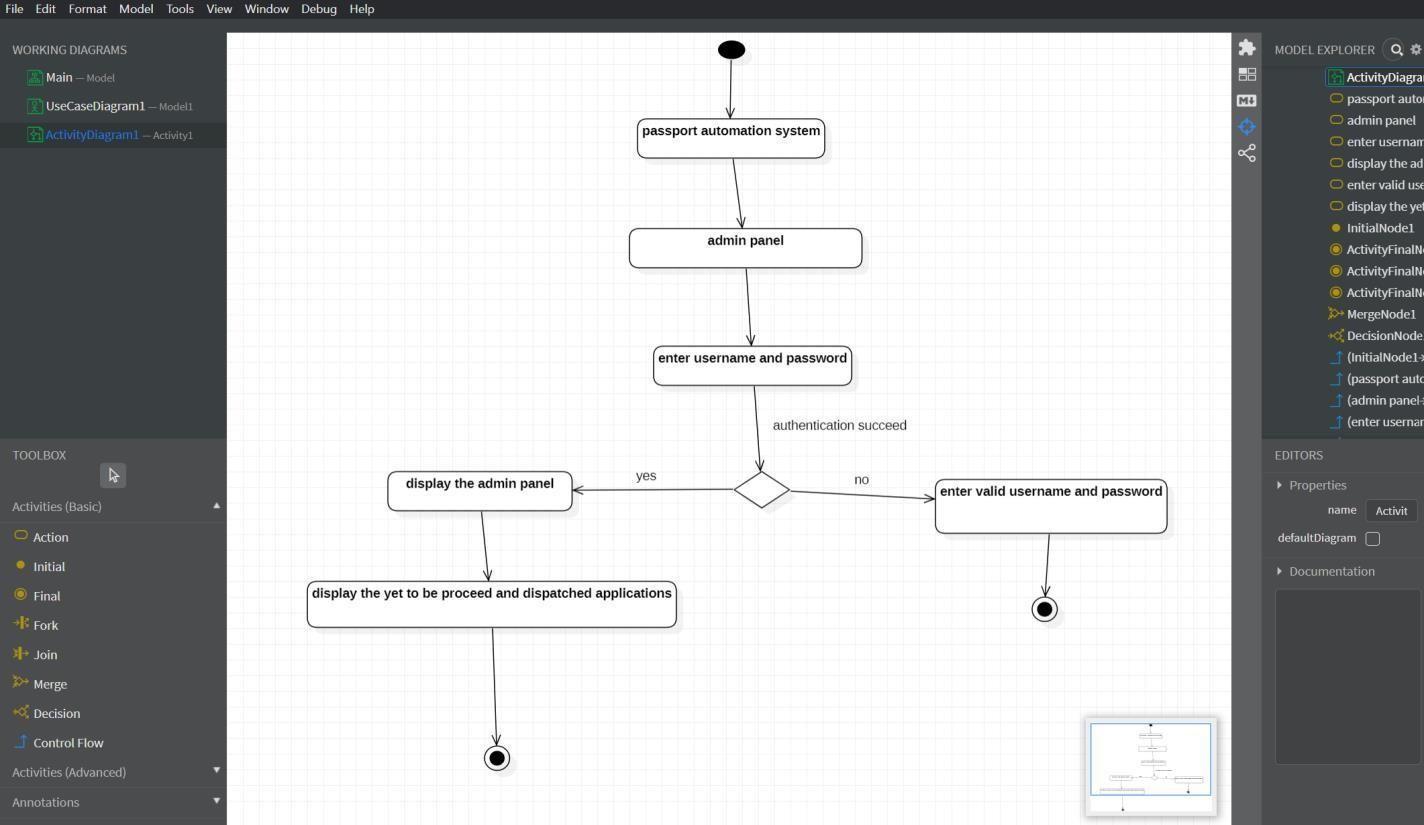 File Edit Format Model Tools View Window Debug Help
WORKING DIAGRAMS
Main — Model
UseCaseDiagram1 — Model1
ActivityDiagram1 — Activity1
TOOLBOX
Activities (Basic)
Action
Initial
Final
Fork
Join
Merge
Decision
Control Flow
Activities (Advanced)
Annotations
passport automation system
admin panel
enter username and password
authentication succeed
yes
no
display the admin panel
enter valid username and password
display the yet to be proceed and dispatched applications
M
MODEL EXPLORER
ActivityDiagra
passport auto
admin panel
enter usernam
display the ad
enter valid use
display the yet
InitialNode1
ActivityFinalN
ActivityFinalN
ActivityFinalN
MergeNode1
DecisionNode
(InitialNode1
(passport auto
(admin panel
(enter usernar
EDITORS
Properties
name Activit
defaultDiagram
Documentation